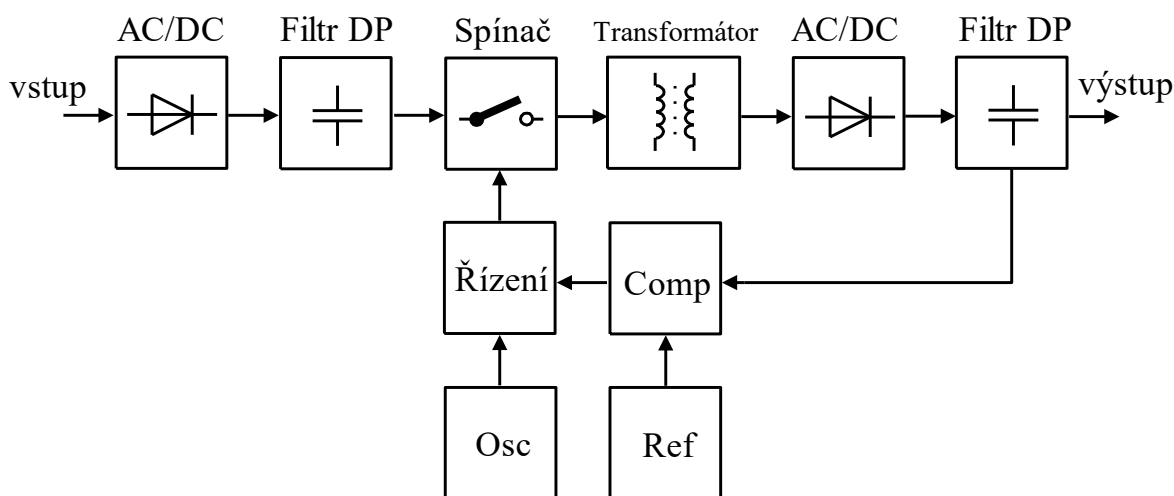 AC/DC
Filtr DP
Spínač
Transformátor
AC/DC
Filtr DP
vstup
výstup
Řízení
Comp
Osc
Ref